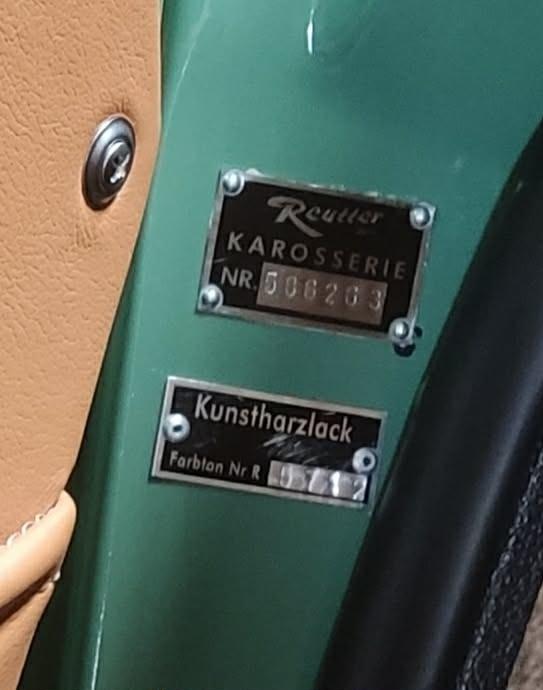 Reutter
KAROSSERIE
NR. 506263
Kunstharzlack
Farbton Nr R